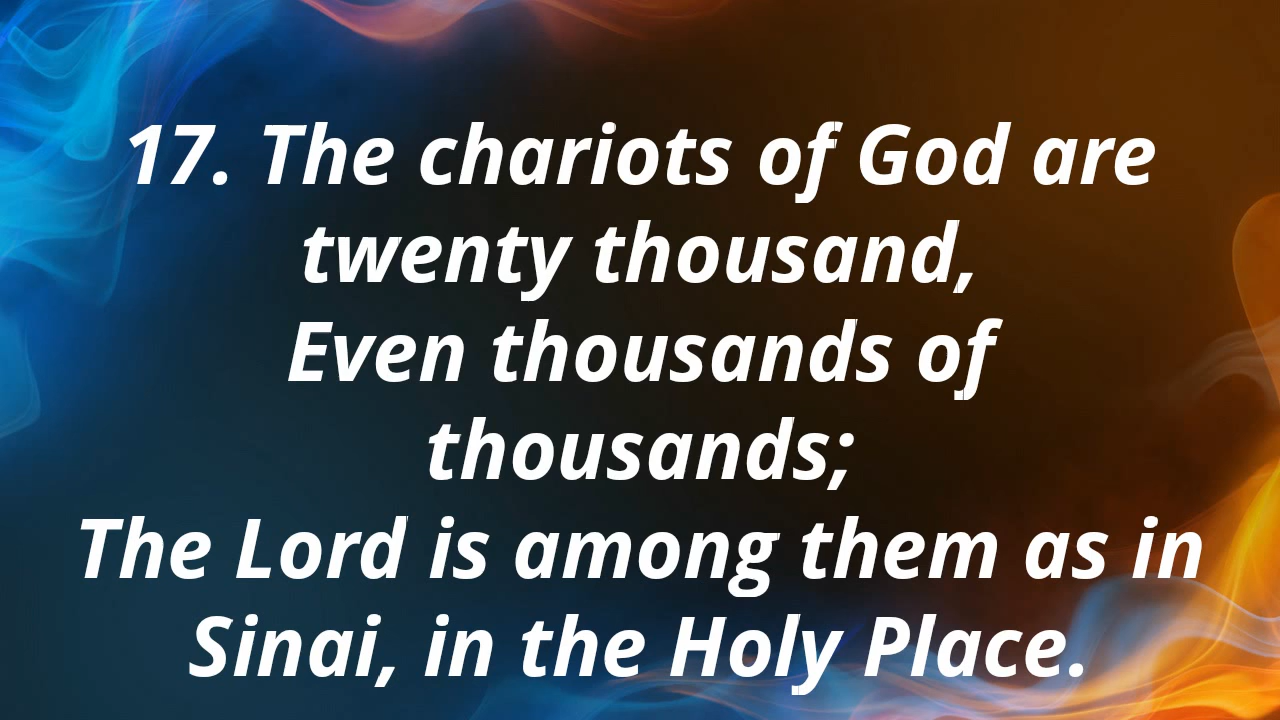 17. The chariots of God are
twenty thousand,
Even thousands of
thousands;
The Lord is among them as in
Sinai, in the Holy Place.